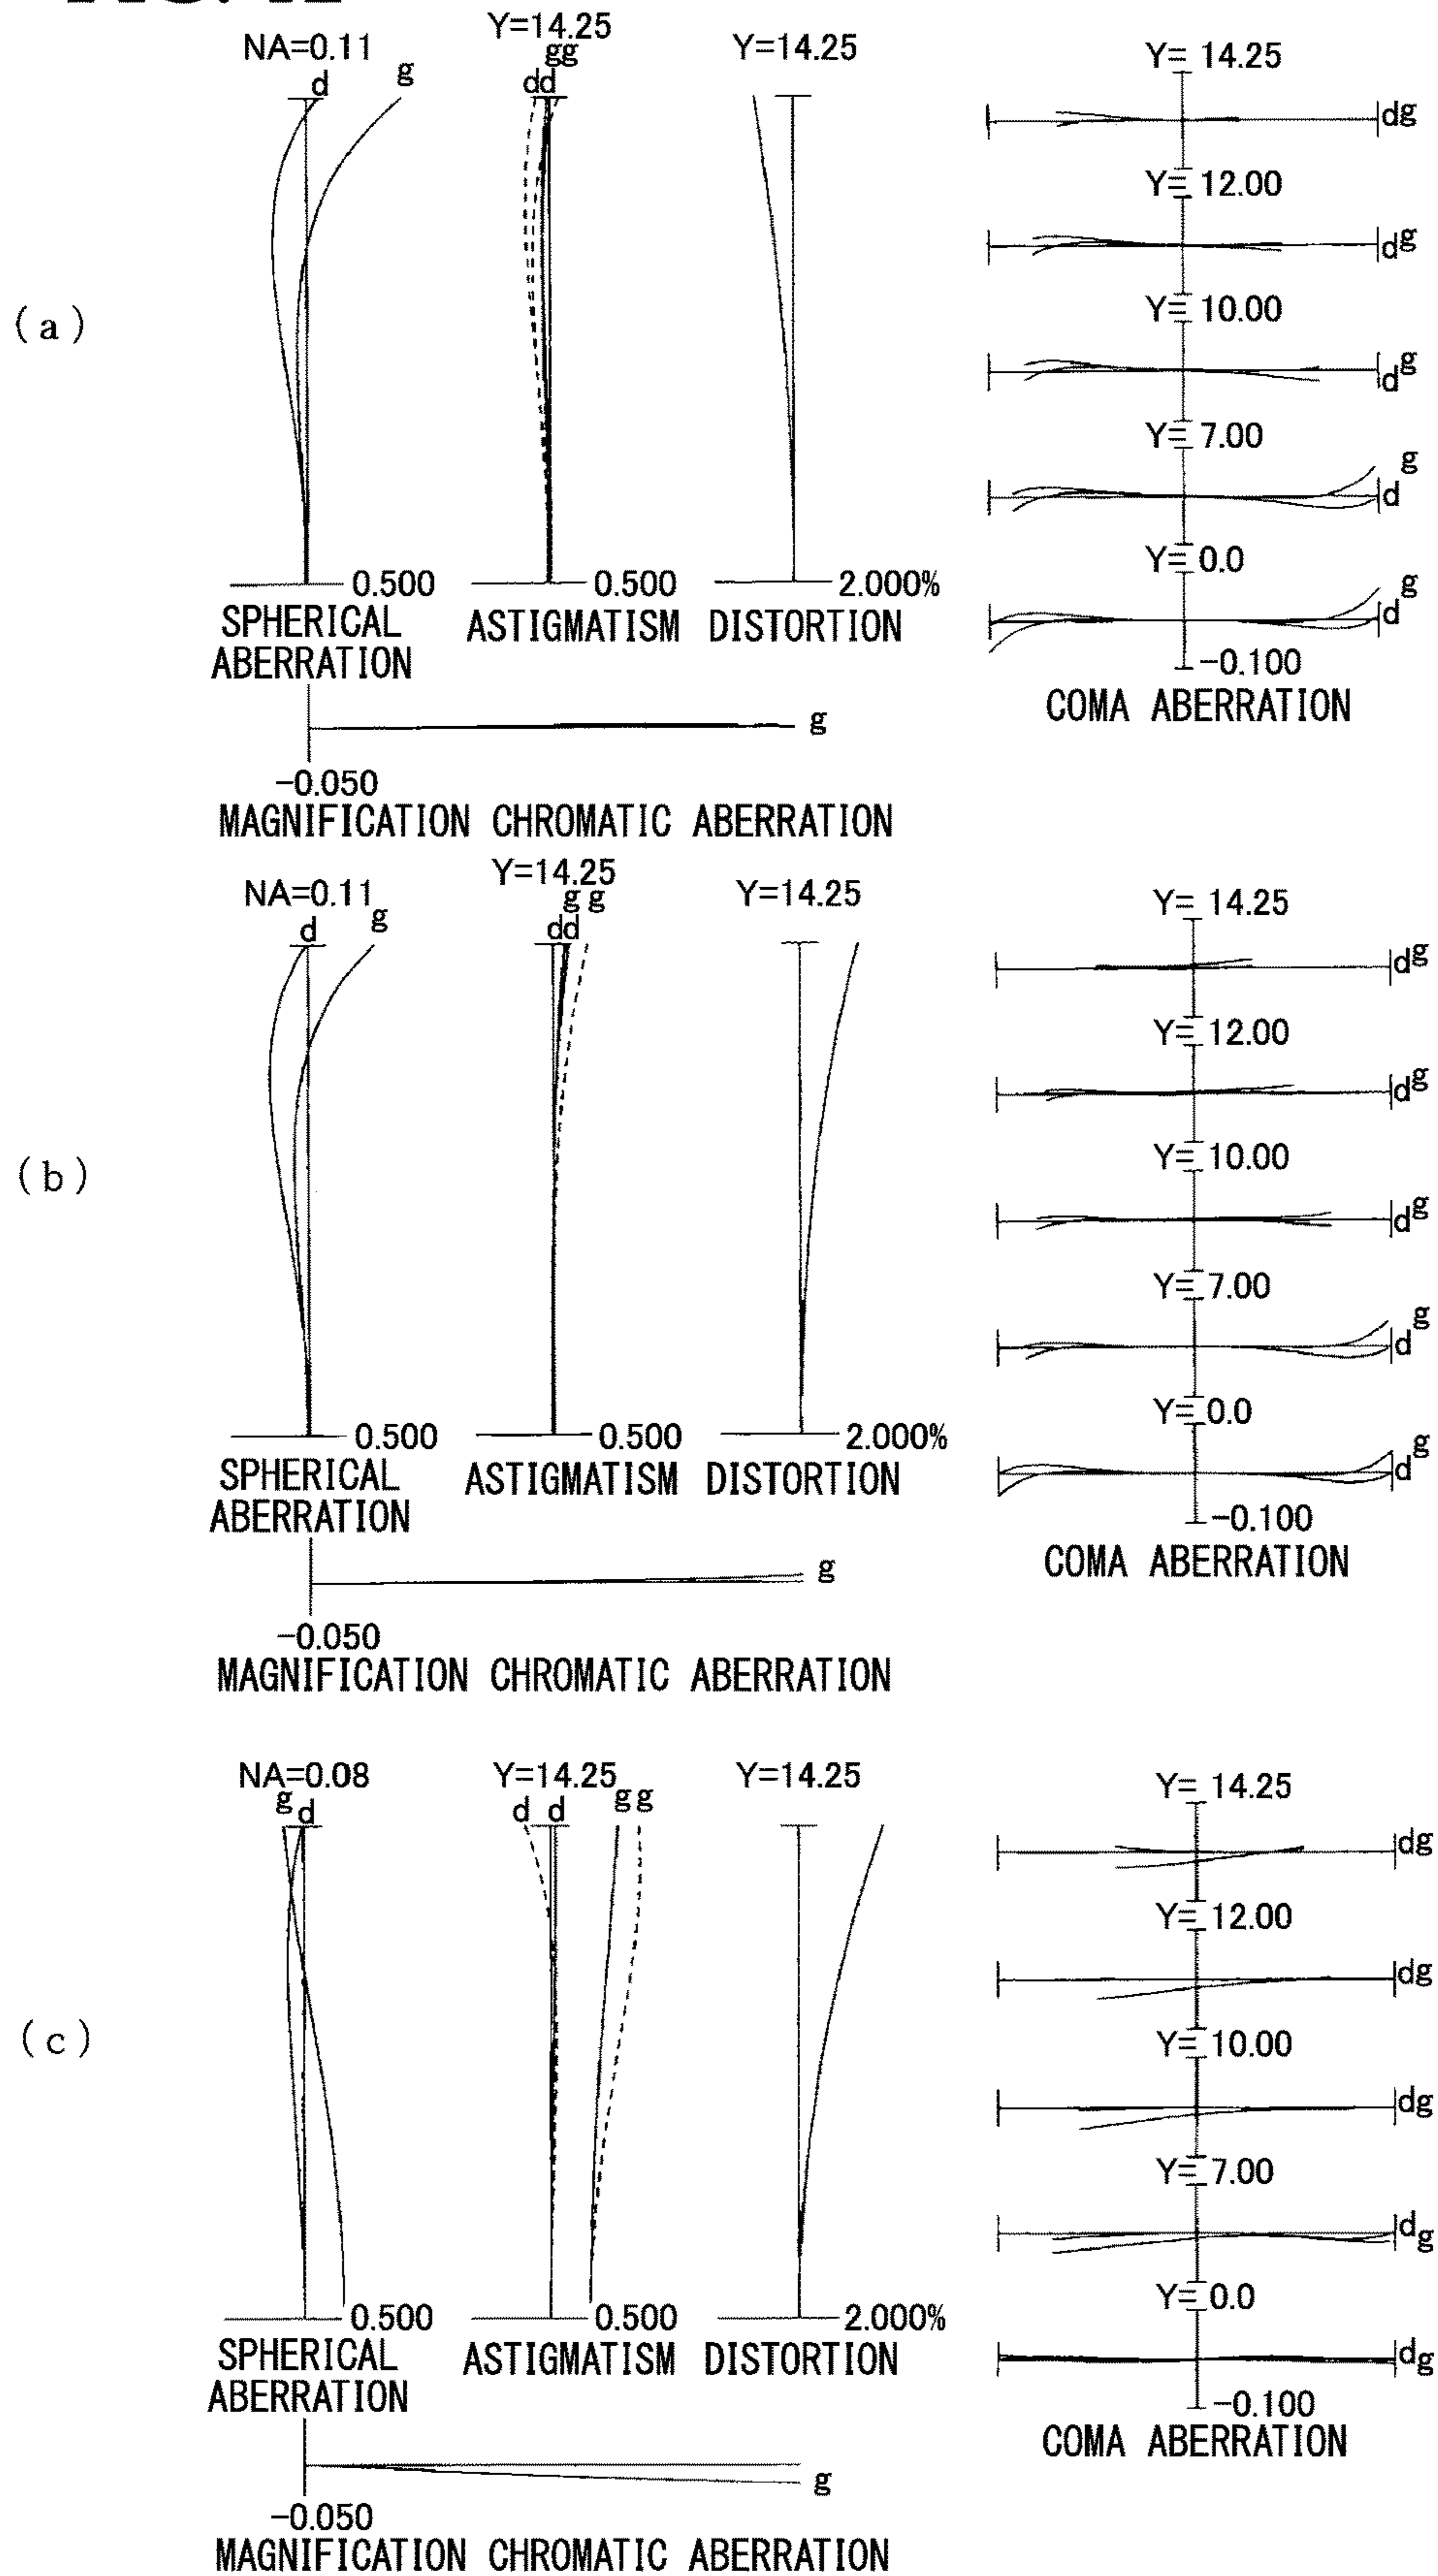 (a)
NA=0.11
d
g
0.500
SPHERICAL
ABERRATION
Y=14.25
gg
dd
0.500
ASTIGMATISM
Y=14.25
2.000%
DISTORTION
Y= 14.25
dg
Y= 12.00
dg
Y= 10.00
g
d
Y= 7.00
g
d
Y= 0.0
g
d
-0.100
COMA ABERRATION
g
-0.050
MAGNIFICATION CHROMATIC ABERRATION
(b)
NA=0.11
d
g
0.500
SPHERICAL
ABERRATION
Y=14.25
g g
dd
0.500
ASTIGMATISM
Y=14.25
2.000%
DISTORTION
Y= 14.25
dg
Y= 12.00
dg
Y= 10.00
dg
Y= 7.00
g
d
Y= 0.0
dg
-0.100
COMA ABERRATION
g
-0.050
MAGNIFICATION CHROMATIC ABERRATION
(c)
NA=0.08
g d
0.500
SPHERICAL
ABERRATION
Y=14.25
d d g g
0.500
ASTIGMATISM
Y=14.25
2.000%
DISTORTION
Y= 14.25
dg
Y= 12.00
dg
Y= 10.00
dg
Y= 7.00
dg
Y= 0.0
dg
-0.100
COMA ABERRATION
g
-0.050
MAGNIFICATION CHROMATIC ABERRATION